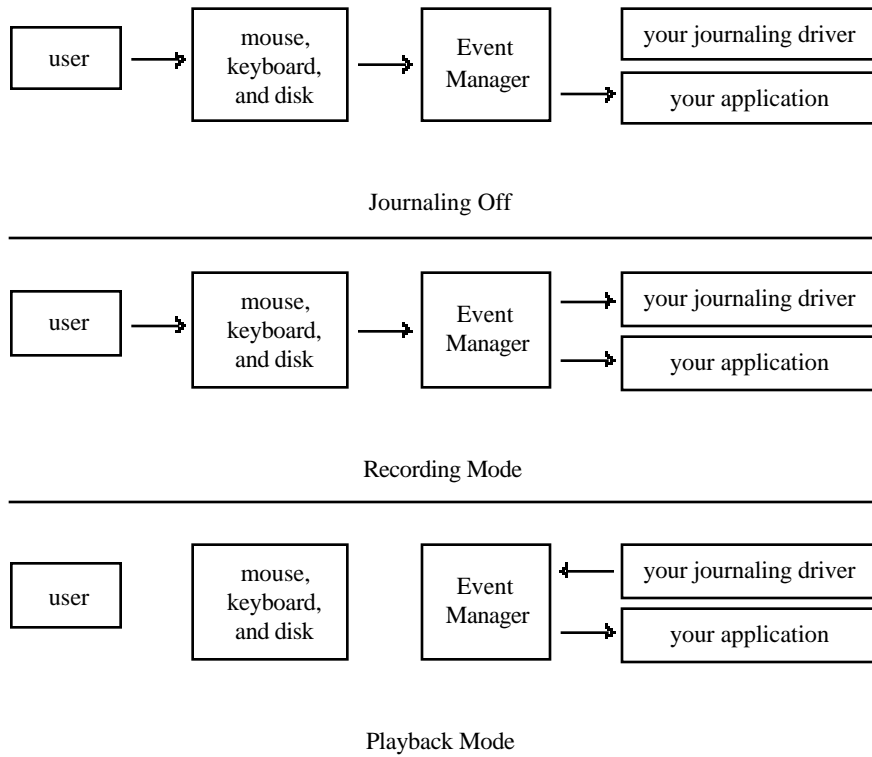 user
mouse,
keyboard,
and disk
Event
Manager
your journaling driver
your application
Journaling Off
user
mouse,
keyboard,
and disk
Event
Manager
your journaling driver
your application
Recording Mode
user
mouse,
keyboard,
and disk
Event
Manager
your journaling driver
your application
Playback Mode